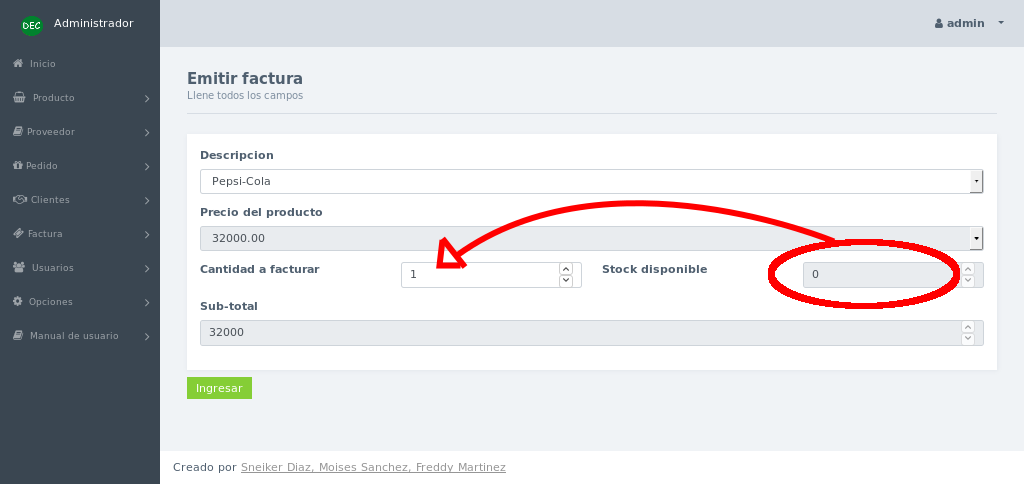 DEC Administrador
admin
Inicio
Producto
Proveedor
Pedido
Clientes
Factura
Usuarios
Opciones
Manual de usuario
Emitir factura
Llene todos los campos
Descripcion
Pepsi-Cola
Precio del producto
32000.00
Cantidad a facturar 1 Stock disponible 0
Sub-total
32000
Ingresar
Creado por Sneiker Diaz, Moises Sanchez, Freddy Martinez